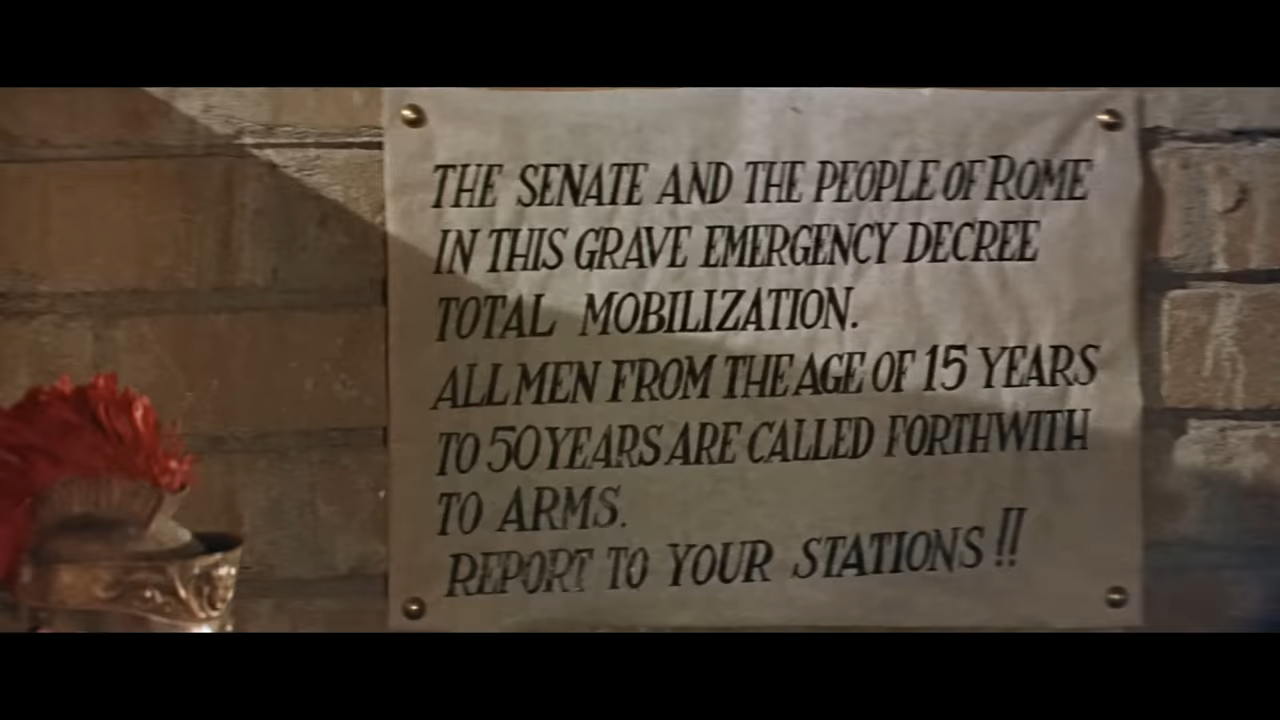 THE SENATE AND THE PEOPLE OF ROME
IN THIS GRAVE EMERGENCY DECREE
TOTAL MOBILIZATION.
ALL MEN FROM THE AGE OF 15 YEARS
TO 50 YEARS ARE CALLED FORTHWITH
TO ARMS.
REPORT TO YOUR STATIONS!!